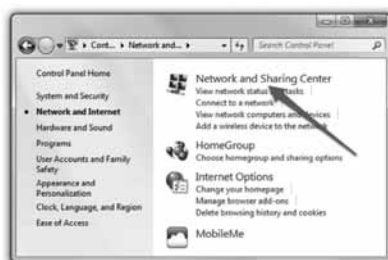 Cont... ▸ Network and... ▸
Search Control Panel
Control Panel Home
System and Security
Network and Internet
Hardware and Sound
Programs
User Accounts and Family
Safety
Appearance and
Personalization
Clock, Language, and Region
Ease of Access
Network and Sharing Center
View network status
Connect to a network
View network computers and devices
Add a wireless device to the network
HomeGroup
Choose homegroup and sharing options
Internet Options
Change your homepage
Manage browser add-ons
Delete browsing history and cookies
MobileMe